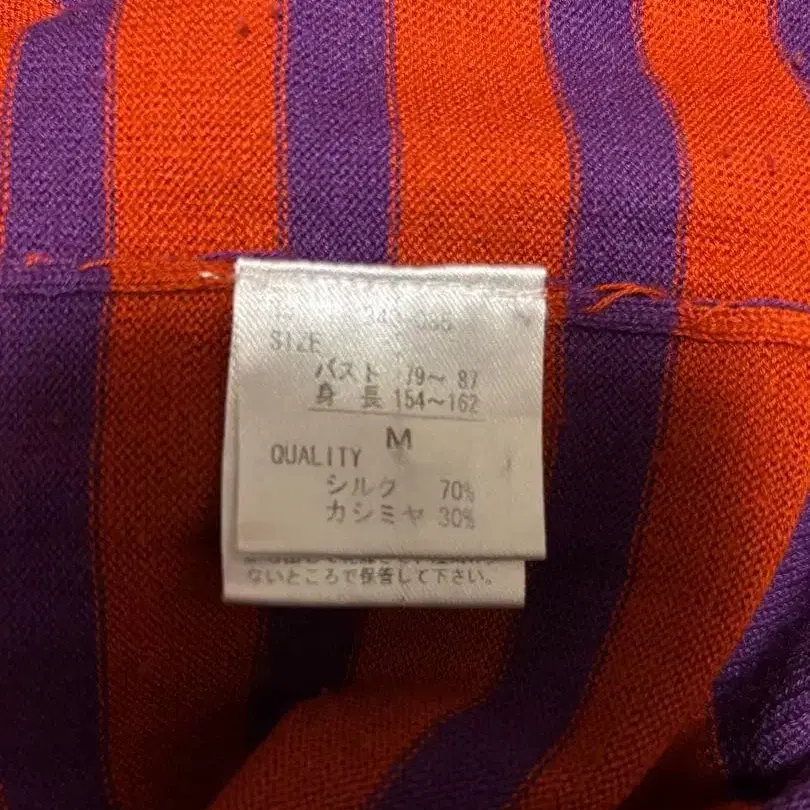 SIZE
バスト 79～ 87
身 長 154～162
M
QUALITY
シルク 70%
カシミヤ 30%
ないところで保管して下さい。